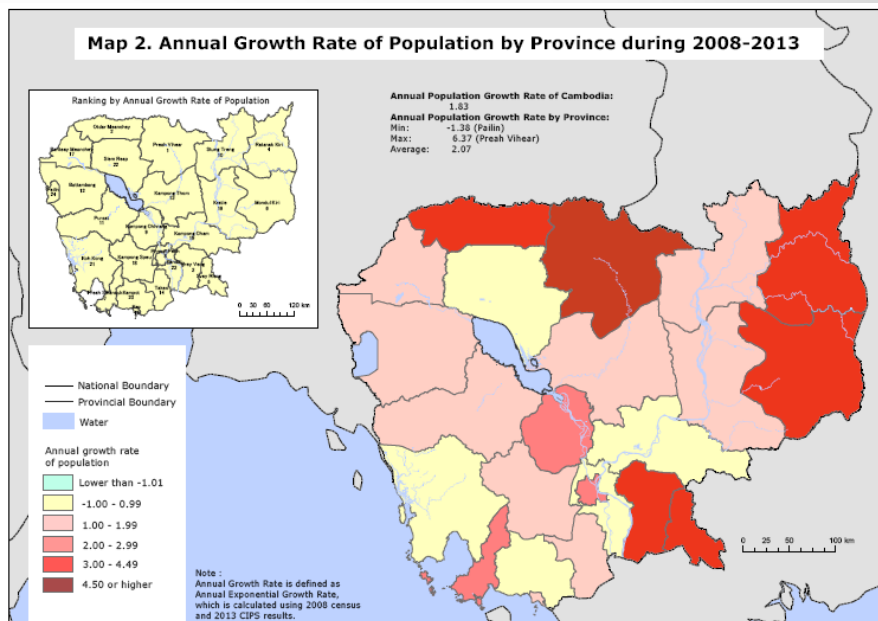 Map 2. Annual Growth Rate of Population by Province during 2008-2013
Ranking by Annual Growth Rate of Population
Preah Vihear
1
Stung Treng
10
Ratanak Kiri
4
Siem Reap
22
Battambang
Kampong Thom
Kratie
Mondul Kiri
Pursat
11
Kampong Chhnang
Kampong Cham
Koh Kong
21
Kampong Speu
Takeo
0 30 60 120 km
Annual Population Growth Rate of Cambodia:
1.83
Annual Population Growth Rate by Province:
Min: -1.38 (Pailin)
Max: 6.37 (Preah Vihear)
Average: 2.07
National Boundary
Provincial Boundary
Water
Annual growth rate
of population
Lower than -1.01
-1.00 - 0.99
1.00 - 1.99
2.00 - 2.99
3.00 - 4.49
4.50 or higher
Note :
Annual Growth Rate is defined as
Annual Exponential Growth Rate,
which is calculated using 2008 census
and 2013 CIPS results.
0 25 50 100 km